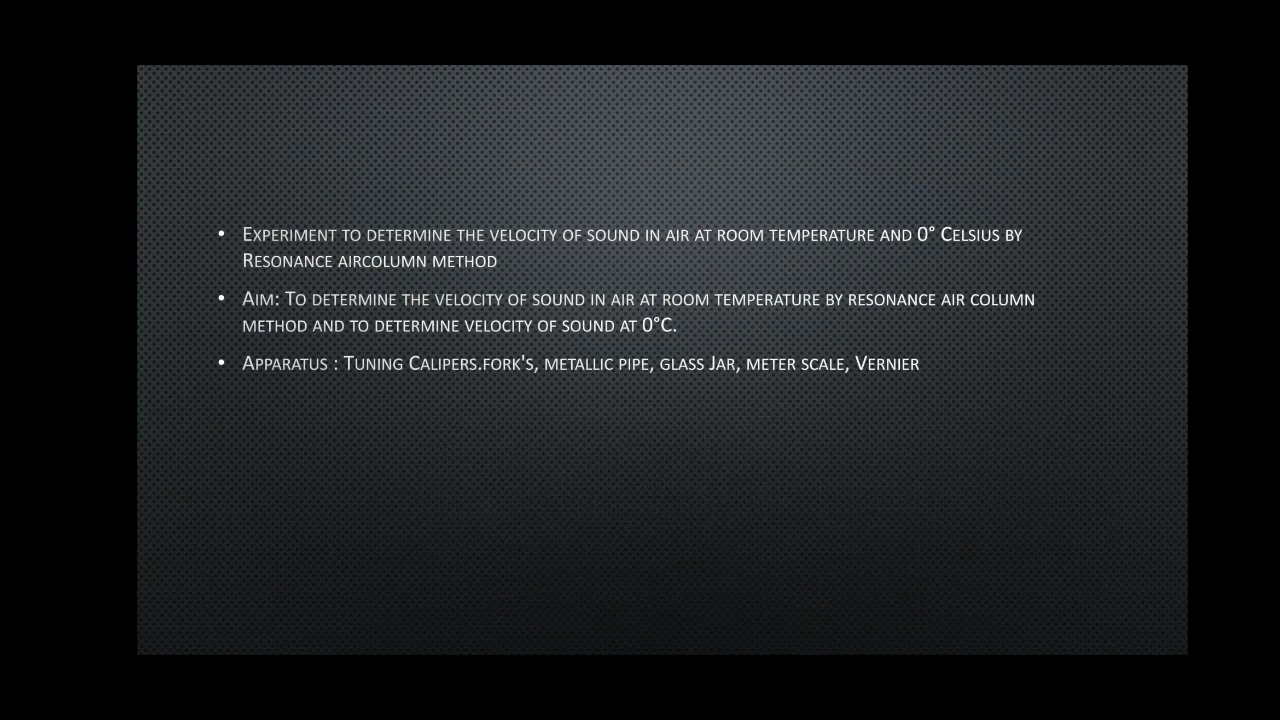 • Experiment to determine the velocity of sound in air at room temperature and 0° Celsius by
Resonance aircolumn method
• Aim: To determine the velocity of sound in air at room temperature by resonance air column
method and to determine velocity of sound at 0°C.
• Apparatus : Tuning Calipers.fork's, metallic pipe, glass Jar, meter scale, Vernier